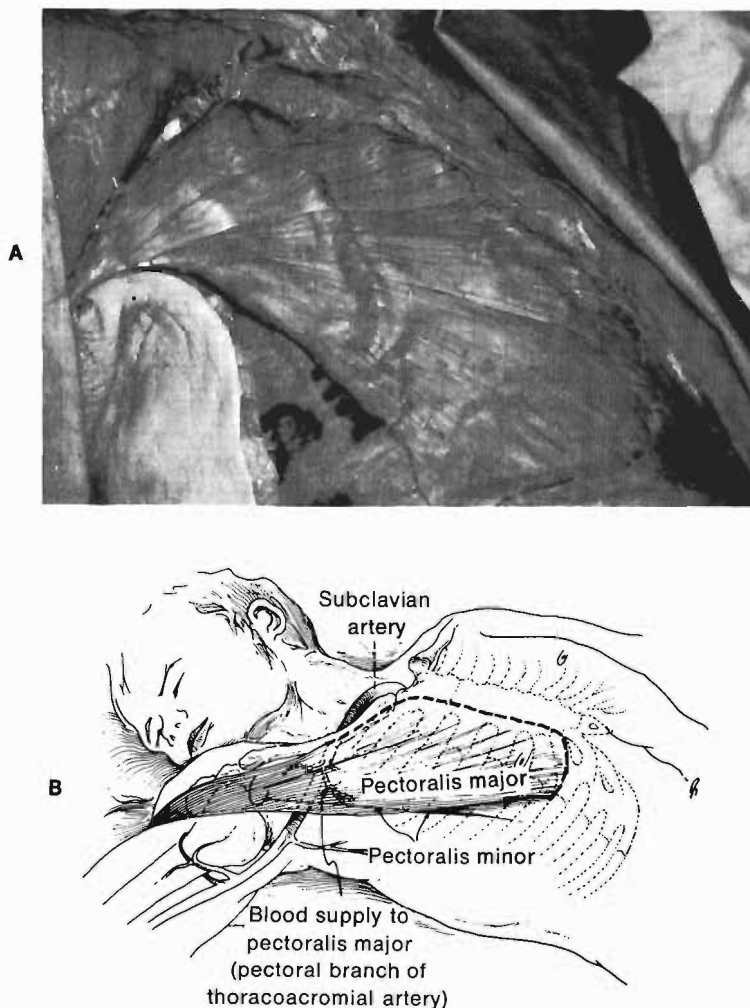 A
Subclavian
artery
B
Pectoralis major
Pectoralis minor
Blood supply to
pectoralis major
(pectoral branch of
thoracoacromial artery)